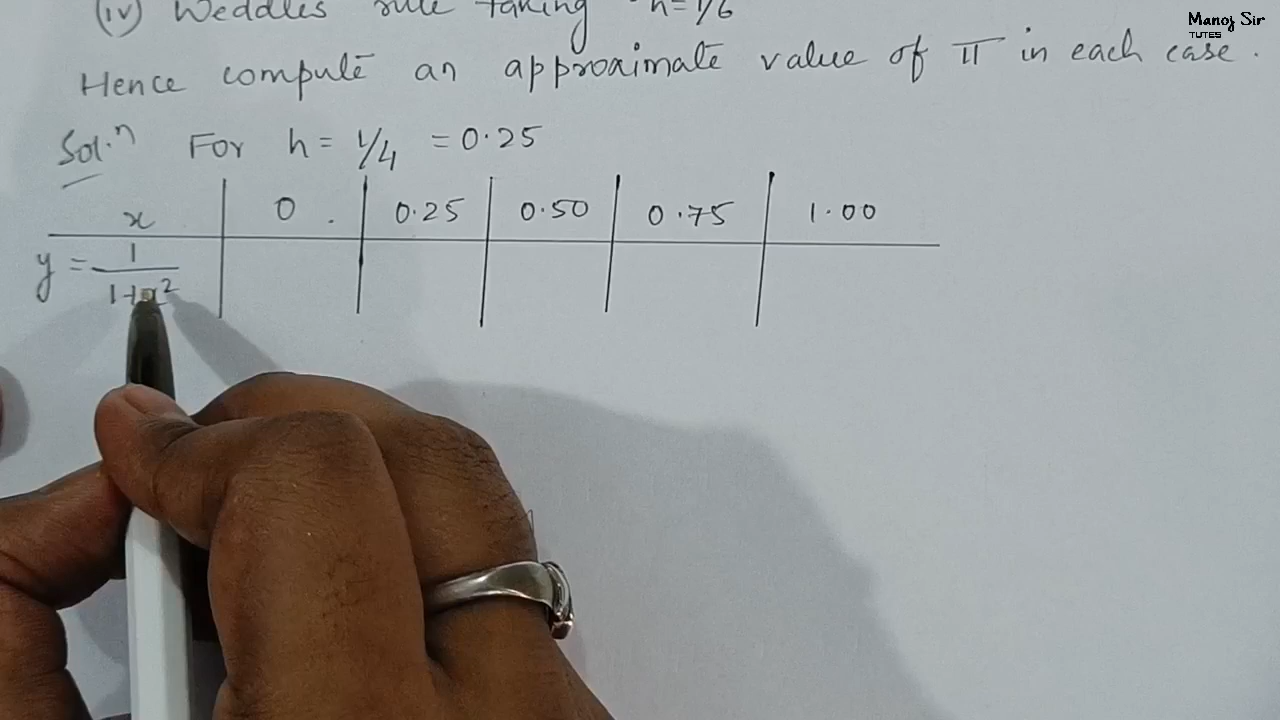 (iv) Weddles rule taking h=1/6
Manoj Sir
TUTES
Hence compute an approximate value of π in each case.
Sol.n For h = 1/4 = 0.25
x | 0 . | 0.25 | 0.50 | 0.75 | 1.00
y = 1/1+x²